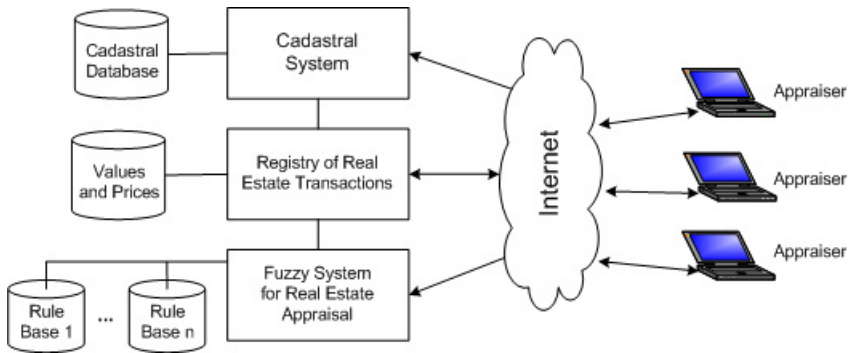 Cadastral
Database
Cadastral
System
Appraiser
Values
and Prices
Registry of Real
Estate Transactions
Internet
Appraiser
Rule
Base 1
...
Rule
Base n
Fuzzy System
for Real Estate
Appraisal
Appraiser